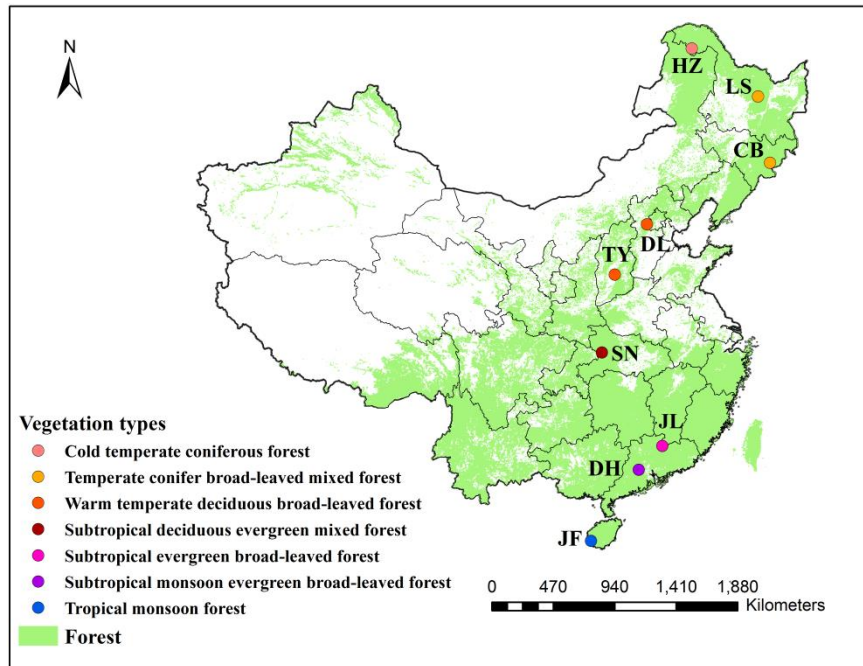 N
HZ
LS
CB
DL
TY
SN
JL
DH
JF
Vegetation types
Cold temperate coniferous forest
Temperate conifer broad-leaved mixed forest
Warm temperate deciduous broad-leaved forest
Subtropical deciduous evergreen mixed forest
Subtropical evergreen broad-leaved forest
Subtropical monsoon evergreen broad-leaved forest
Tropical monsoon forest
Forest
0 470 940 1,410 1,880
Kilometers